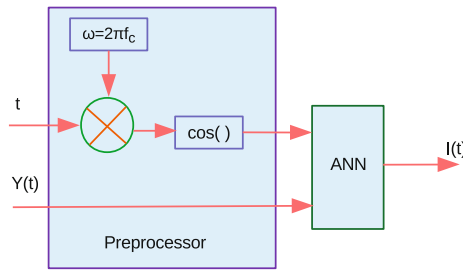 ω=2πfc
t
cos( )
I(t)
ANN
Y(t)
Preprocessor